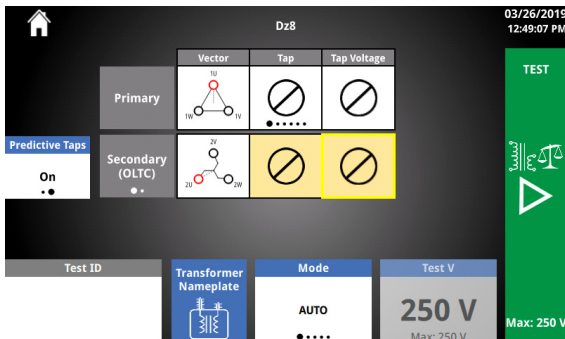 Dz8
03/26/2019
12:49:07 PM
Vector
Tap
Tap Voltage
TEST
Primary
1U
1W
1V
Predictive Taps
On
Secondary
(OLTC)
2V
2U
2W
Test ID
Transformer
Nameplate
Mode
AUTO
Test V
250 V
Max: 250 V
Max: 250 V